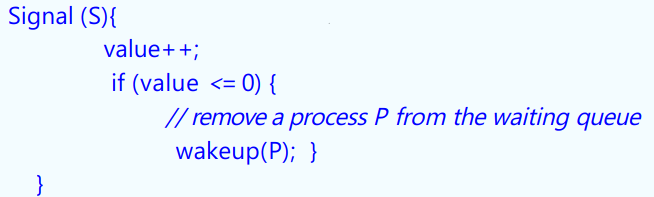 Signal (S){
value++;
if (value <= 0) {
// remove a process P from the waiting queue
wakeup(P); }
}